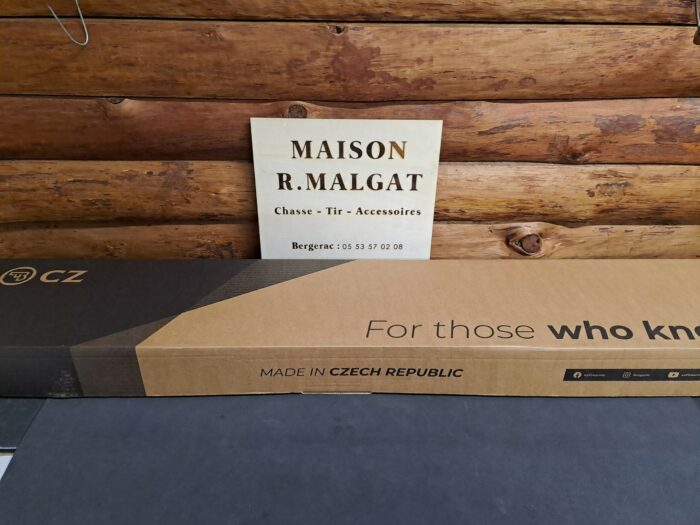 MAISON
R.MALGAT
Chasse - Tir - Accessoires
Bergerac : 05 53 57 02 08
CZ
For those who kno
MADE IN CZECH REPUBLIC